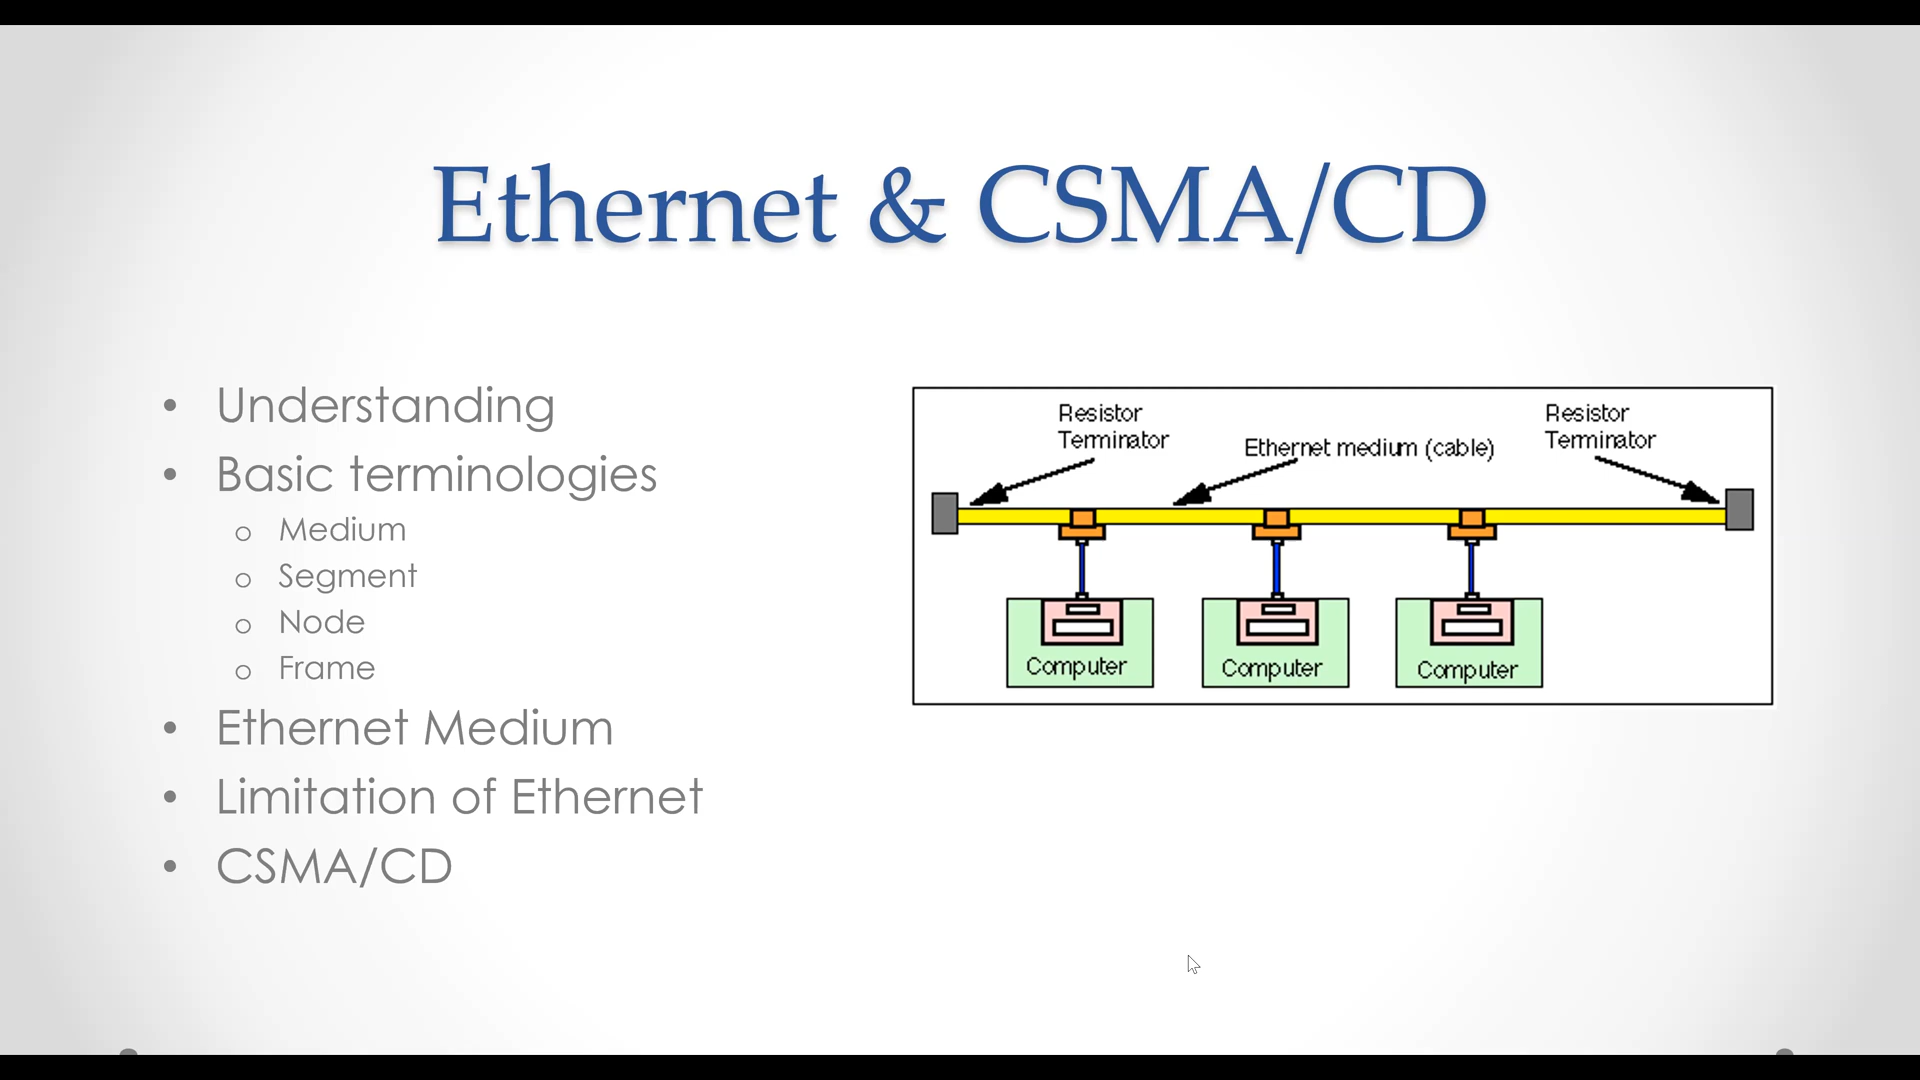 Ethernet & CSMA/CD
• Understanding
• Basic terminologies
o Medium
o Segment
o Node
o Frame
• Ethernet Medium
• Limitation of Ethernet
• CSMA/CD
Resistor
Terminator
Ethernet medium (cable)
Resistor
Terminator
Computer
Computer
Computer